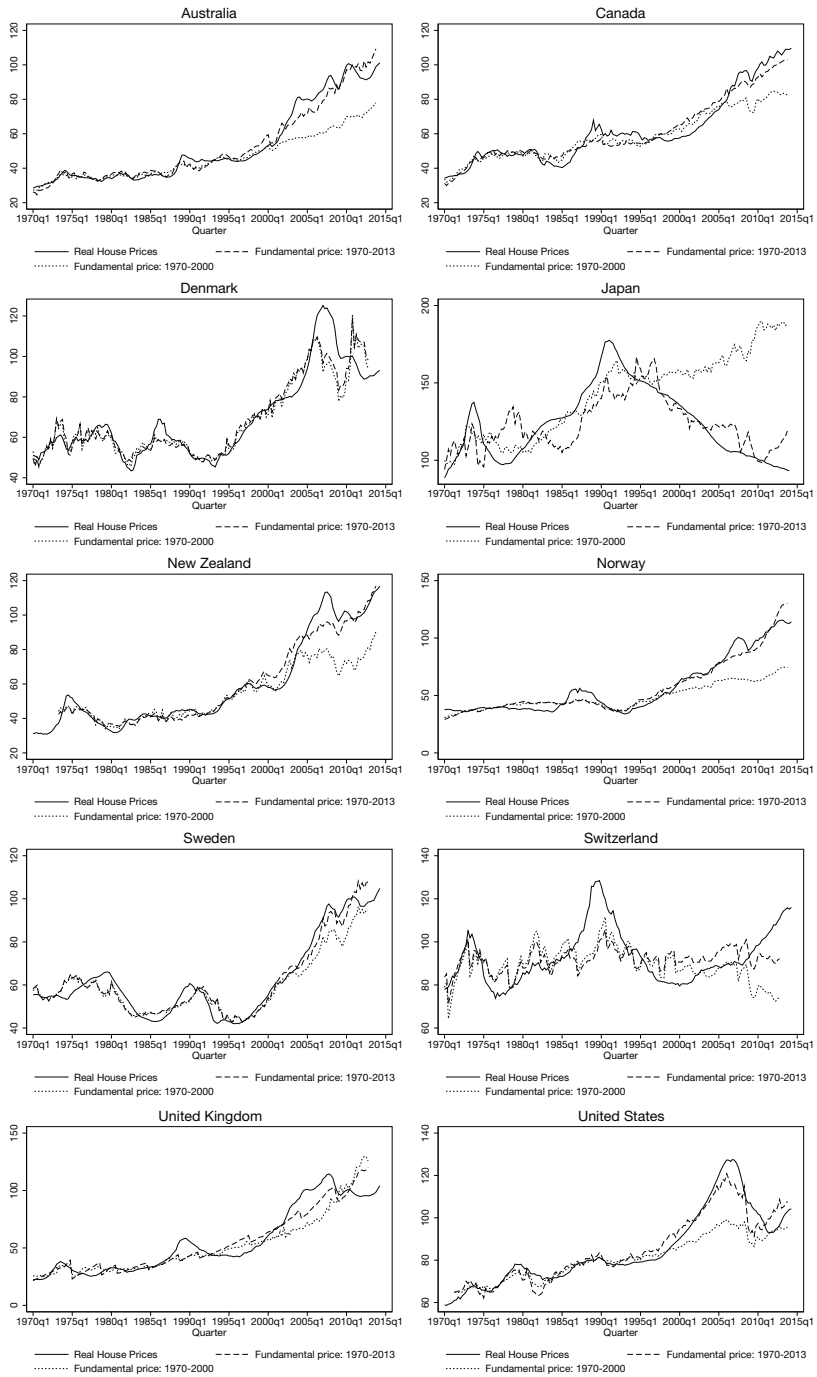 Australia
120
100
80
60
40
20
1970q1 1975q1 1980q1 1985q1 1990q1 1995q1 2000q1 2005q1 2010q1 2015q1
Quarter
Real House Prices Fundamental price: 1970-2013
Fundamental price: 1970-2000
Canada
120
100
80
60
40
20
1970q1 1975q1 1980q1 1985q1 1990q1 1995q1 2000q1 2005q1 2010q1 2015q1
Quarter
Real House Prices Fundamental price: 1970-2013
Fundamental price: 1970-2000
Denmark
120
100
80
60
40
1970q1 1975q1 1980q1 1985q1 1990q1 1995q1 2000q1 2005q1 2010q1 2015q1
Quarter
Real House Prices Fundamental price: 1970-2013
Fundamental price: 1970-2000
Japan
200
150
100
1970q1 1975q1 1980q1 1985q1 1990q1 1995q1 2000q1 2005q1 2010q1 2015q1
Quarter
Real House Prices Fundamental price: 1970-2013
Fundamental price: 1970-2000
New Zealand
120
100
80
60
40
20
1970q1 1975q1 1980q1 1985q1 1990q1 1995q1 2000q1 2005q1 2010q1 2015q1
Quarter
Real House Prices Fundamental price: 1970-2013
Fundamental price: 1970-2000
Norway
150
100
50
0
1970q1 1975q1 1980q1 1985q1 1990q1 1995q1 2000q1 2005q1 2010q1 2015q1
Quarter
Real House Prices Fundamental price: 1970-2013
Fundamental price: 1970-2000
Sweden
120
100
80
60
40
1970q1 1975q1 1980q1 1985q1 1990q1 1995q1 2000q1 2005q1 2010q1 2015q1
Quarter
Real House Prices Fundamental price: 1970-2013
Fundamental price: 1970-2000
Switzerland
140
120
100
80
60
1970q1 1975q1 1980q1 1985q1 1990q1 1995q1 2000q1 2005q1 2010q1 2015q1
Quarter
Real House Prices Fundamental price: 1970-2013
Fundamental price: 1970-2000
United Kingdom
150
100
50
0
1970q1 1975q1 1980q1 1985q1 1990q1 1995q1 2000q1 2005q1 2010q1 2015q1
Quarter
Real House Prices Fundamental price: 1970-2013
Fundamental price: 1970-2000
United States
140
120
100
80
60
1970q1 1975q1 1980q1 1985q1 1990q1 1995q1 2000q1 2005q1 2010q1 2015q1
Quarter
Real House Prices Fundamental price: 1970-2013
Fundamental price: 1970-2000